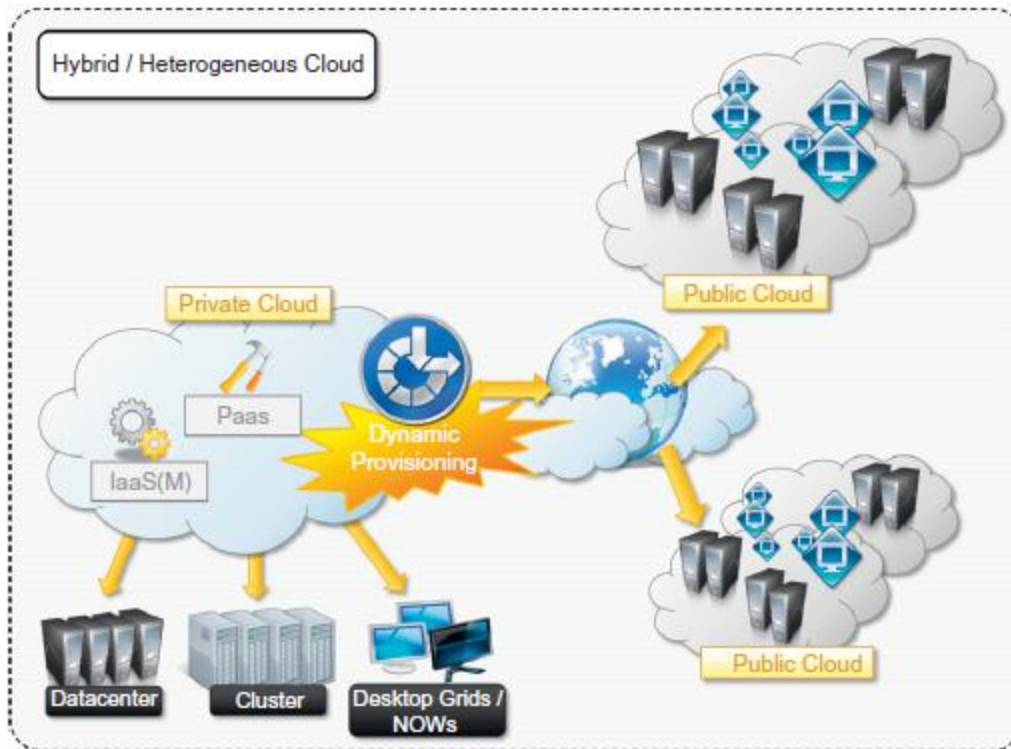 Hybrid / Heterogeneous Cloud
Public Cloud
Private Cloud
Paas
Dynamic
Provisioning
IaaS(M)
Public Cloud
Datacenter
Cluster
Desktop Grids /
NOWs